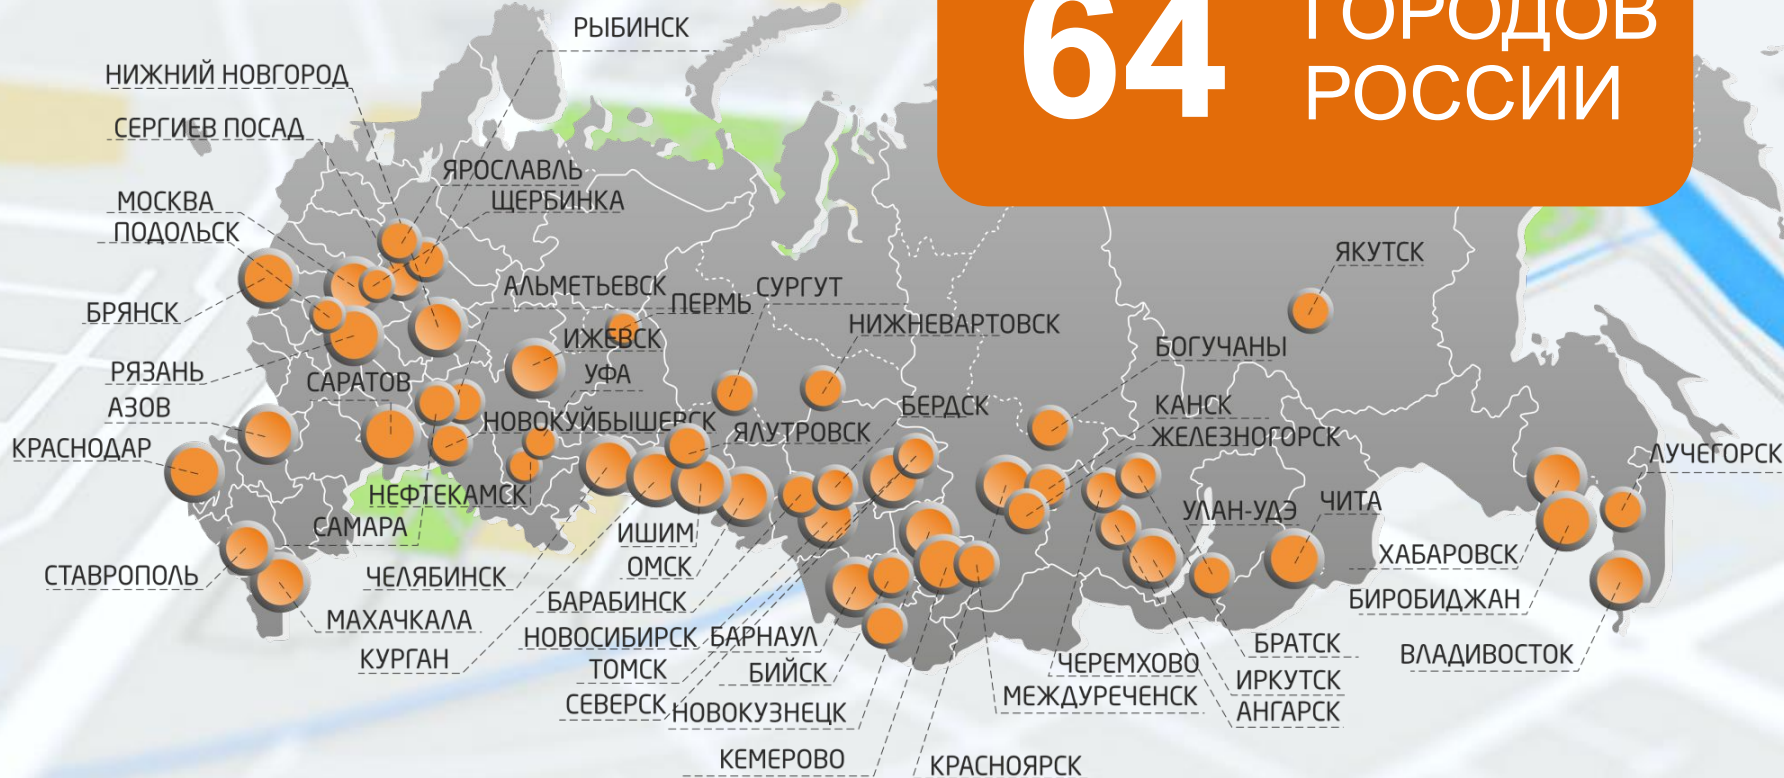 64
ГОРОДОВ
РОССИИ
РЫБИНСК
НИЖНИЙ НОВГОРОД
СЕРГИЕВ ПОСАД
ЯРОСЛАВЛЬ
ЩЕРБИНКА
МОСКВА
ПОДОЛЬСК
ЯКУТСК
АЛЬМЕТЬЕВСК
ПЕРМЬ
СУРГУТ
БРЯНСК
НИЖНЕВАРТОВСК
ИЖЕВСК
БОГУЧАНЫ
РЯЗАНЬ
САРАТОВ
УФА
АЗОВ
БЕРДСК
КАНСК
НОВОКУЙБЫШЕВСК
ЯЛУТРОВСК
ЖЕЛЕЗНОГОРСК
КРАСНОДАР
ЛУЧЕГОРСК
НЕФТЕКАМСК
САМАРА
ИШИМ
УЛАН-УДЭ
ЧИТА
ОМСК
ХАБАРОВСК
СТАВРОПОЛЬ
ЧЕЛЯБИНСК
БАРАБИНСК
БИРОБИДЖАН
МАХАЧКАЛА
НОВОСИБИРСК
БАРНАУЛ
БРАТСК
ВЛАДИВОСТОК
КУРГАН
ТОМСК
БИЙСК
ЧЕРЕМХОВО
ИРКУТСК
СЕВЕРСК
НОВОКУЗНЕЦК
МЕЖДУРЕЧЕНСК
АНГАРСК
КЕМЕРОВО
КРАСНОЯРСК